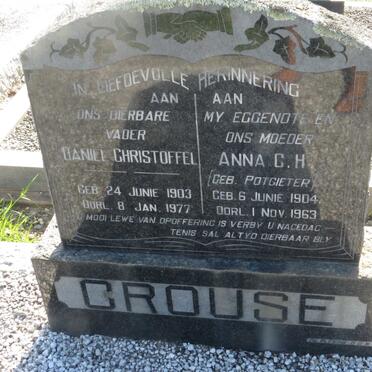 IN LIEFDEVOLLE HERINNERING
AAN
ONS DIERBARE
VADER
DANIEL CHRISTOFFEL
GEB. 24 JUNIE 1903
OORL. 8 JAN. 1977
AAN
MY EGGENOTE EN
ONS MOEDER
ANNA C.H.
(GEB. POTGIETER)
GEB. 6 JUNIE 1904
OORL. 1 NOV. 1963
U MOOI LEWE VAN OPOFFERING IS VERBY, U NAGEDAG
TENIS SAL ALTYD DIERBAAR BLY
CROUSE